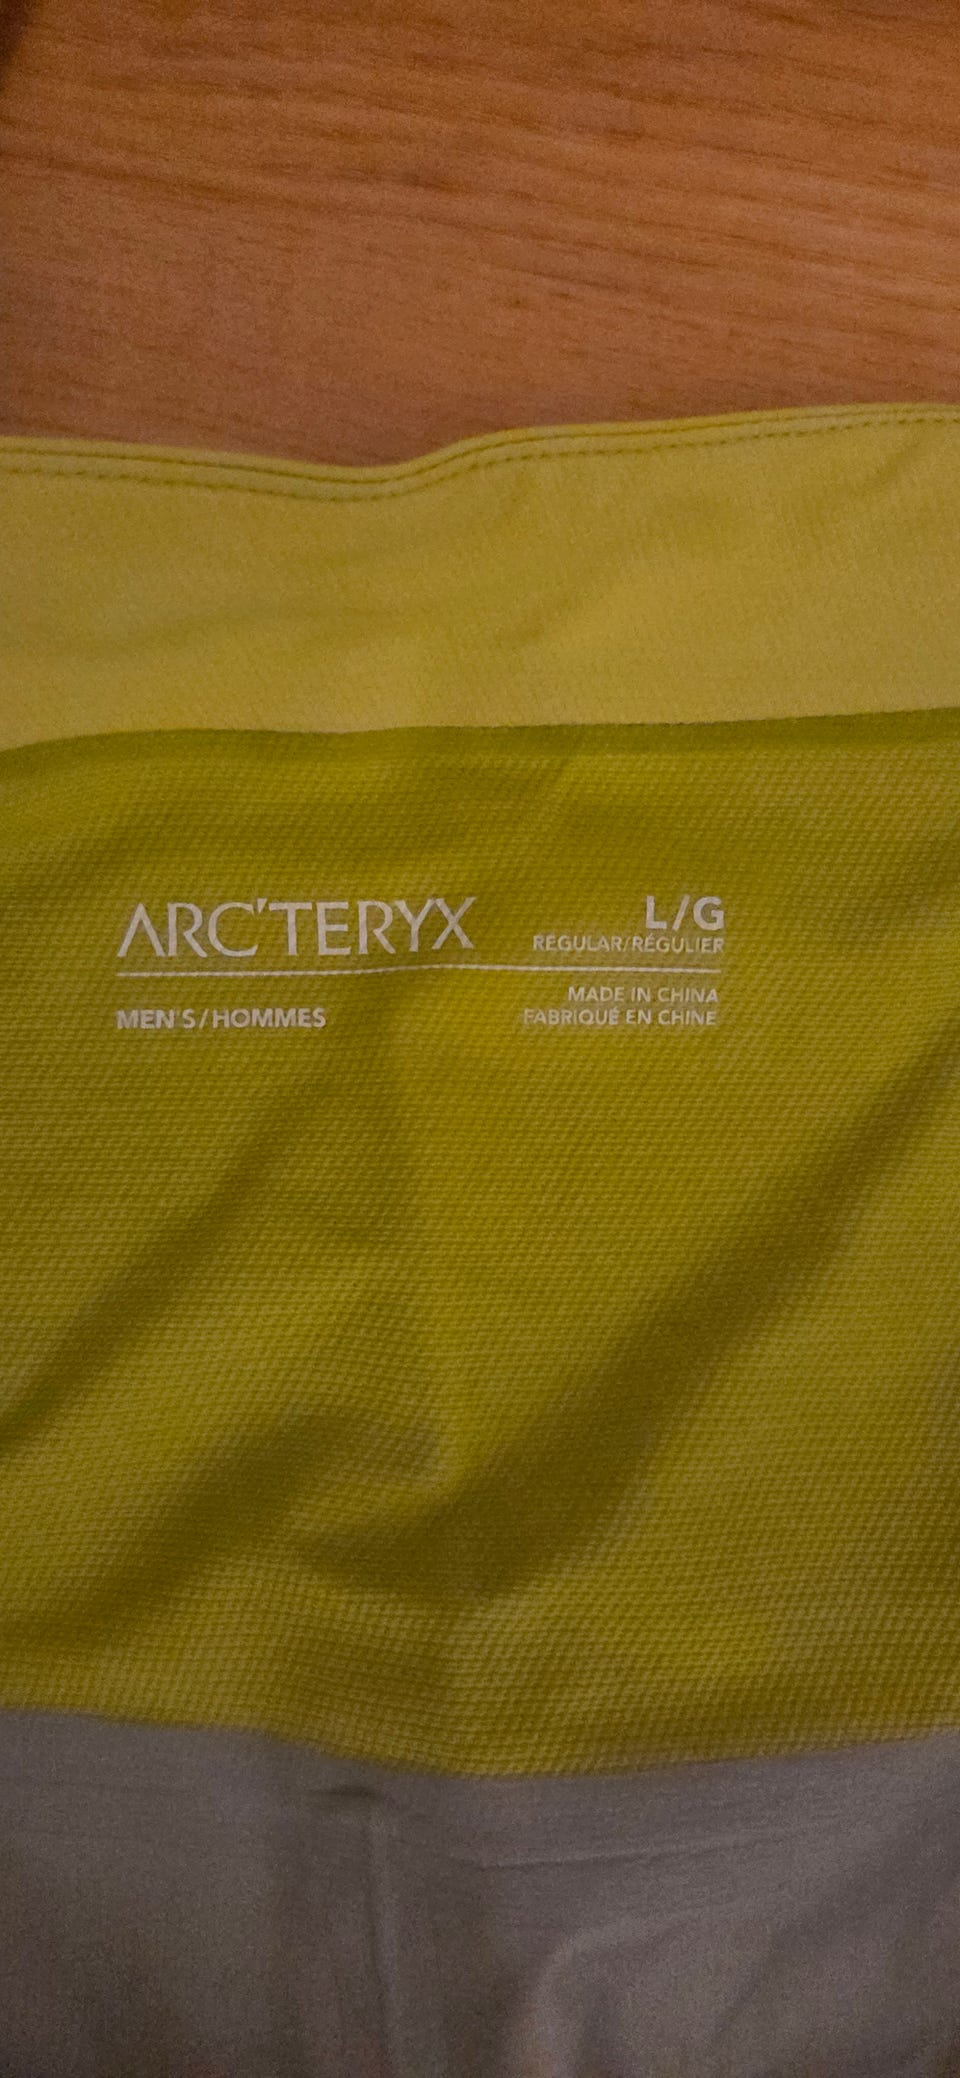 ARC'TERYX
L/G
REGULAR/RÉGULIER
MEN'S/HOMMES
MADE IN CHINA
FABRIQUÉ EN CHINE